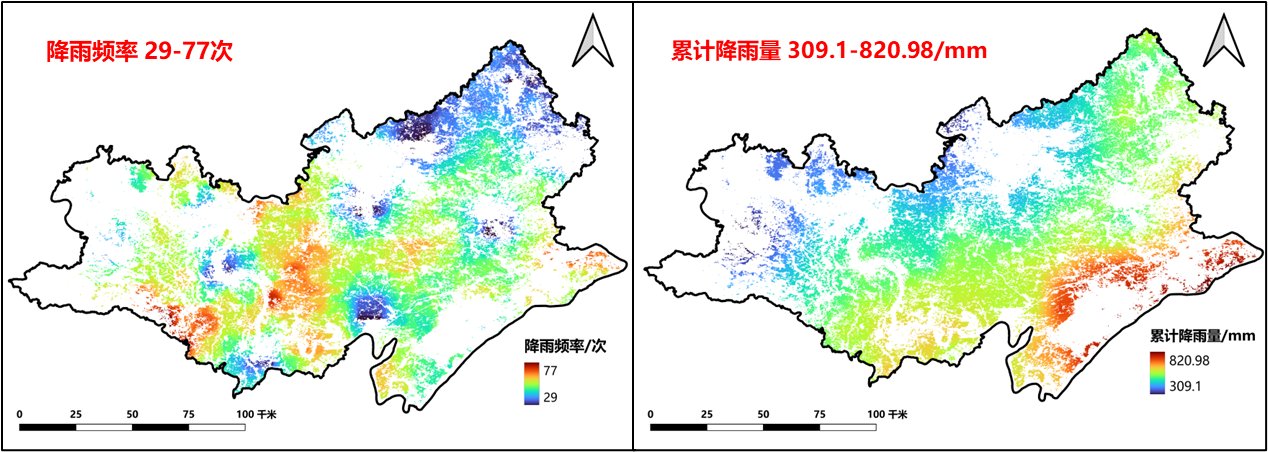 降雨频率 29-77次
降雨频率/次
77
29
0 25 50 75 100 千米
累计降雨量 309.1-820.98/mm
累计降雨量/mm
820.98
309.1
0 25 50 75 100 千米